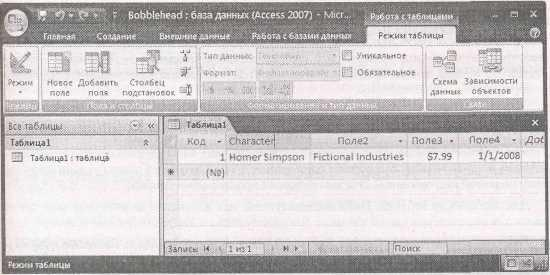 Bobblehead : база данных (Access 2007) - Micr...
Работа с таблицами
Главная Создание Внешние данные Работа с базами данных Режим таблицы
Режим
Новое поле
Добавить поля
Столбец подстановок
Тип данных:
Формат:
Уникальное
Обязательное
Схема данных
Зависимости объектов
Режимы
Поля и столбцы
Форматирование и тип данных
Связи
Все таблицы
Таблица1
Таблица1 : таблица
Таблица1
Код Character Поле2 Поле3 Поле4 Доб
1 Homer Simpson Fictional Industries $7.99 1/1/2008
* (№)
Записи: 1 из 1 Поиск
Режим таблицы